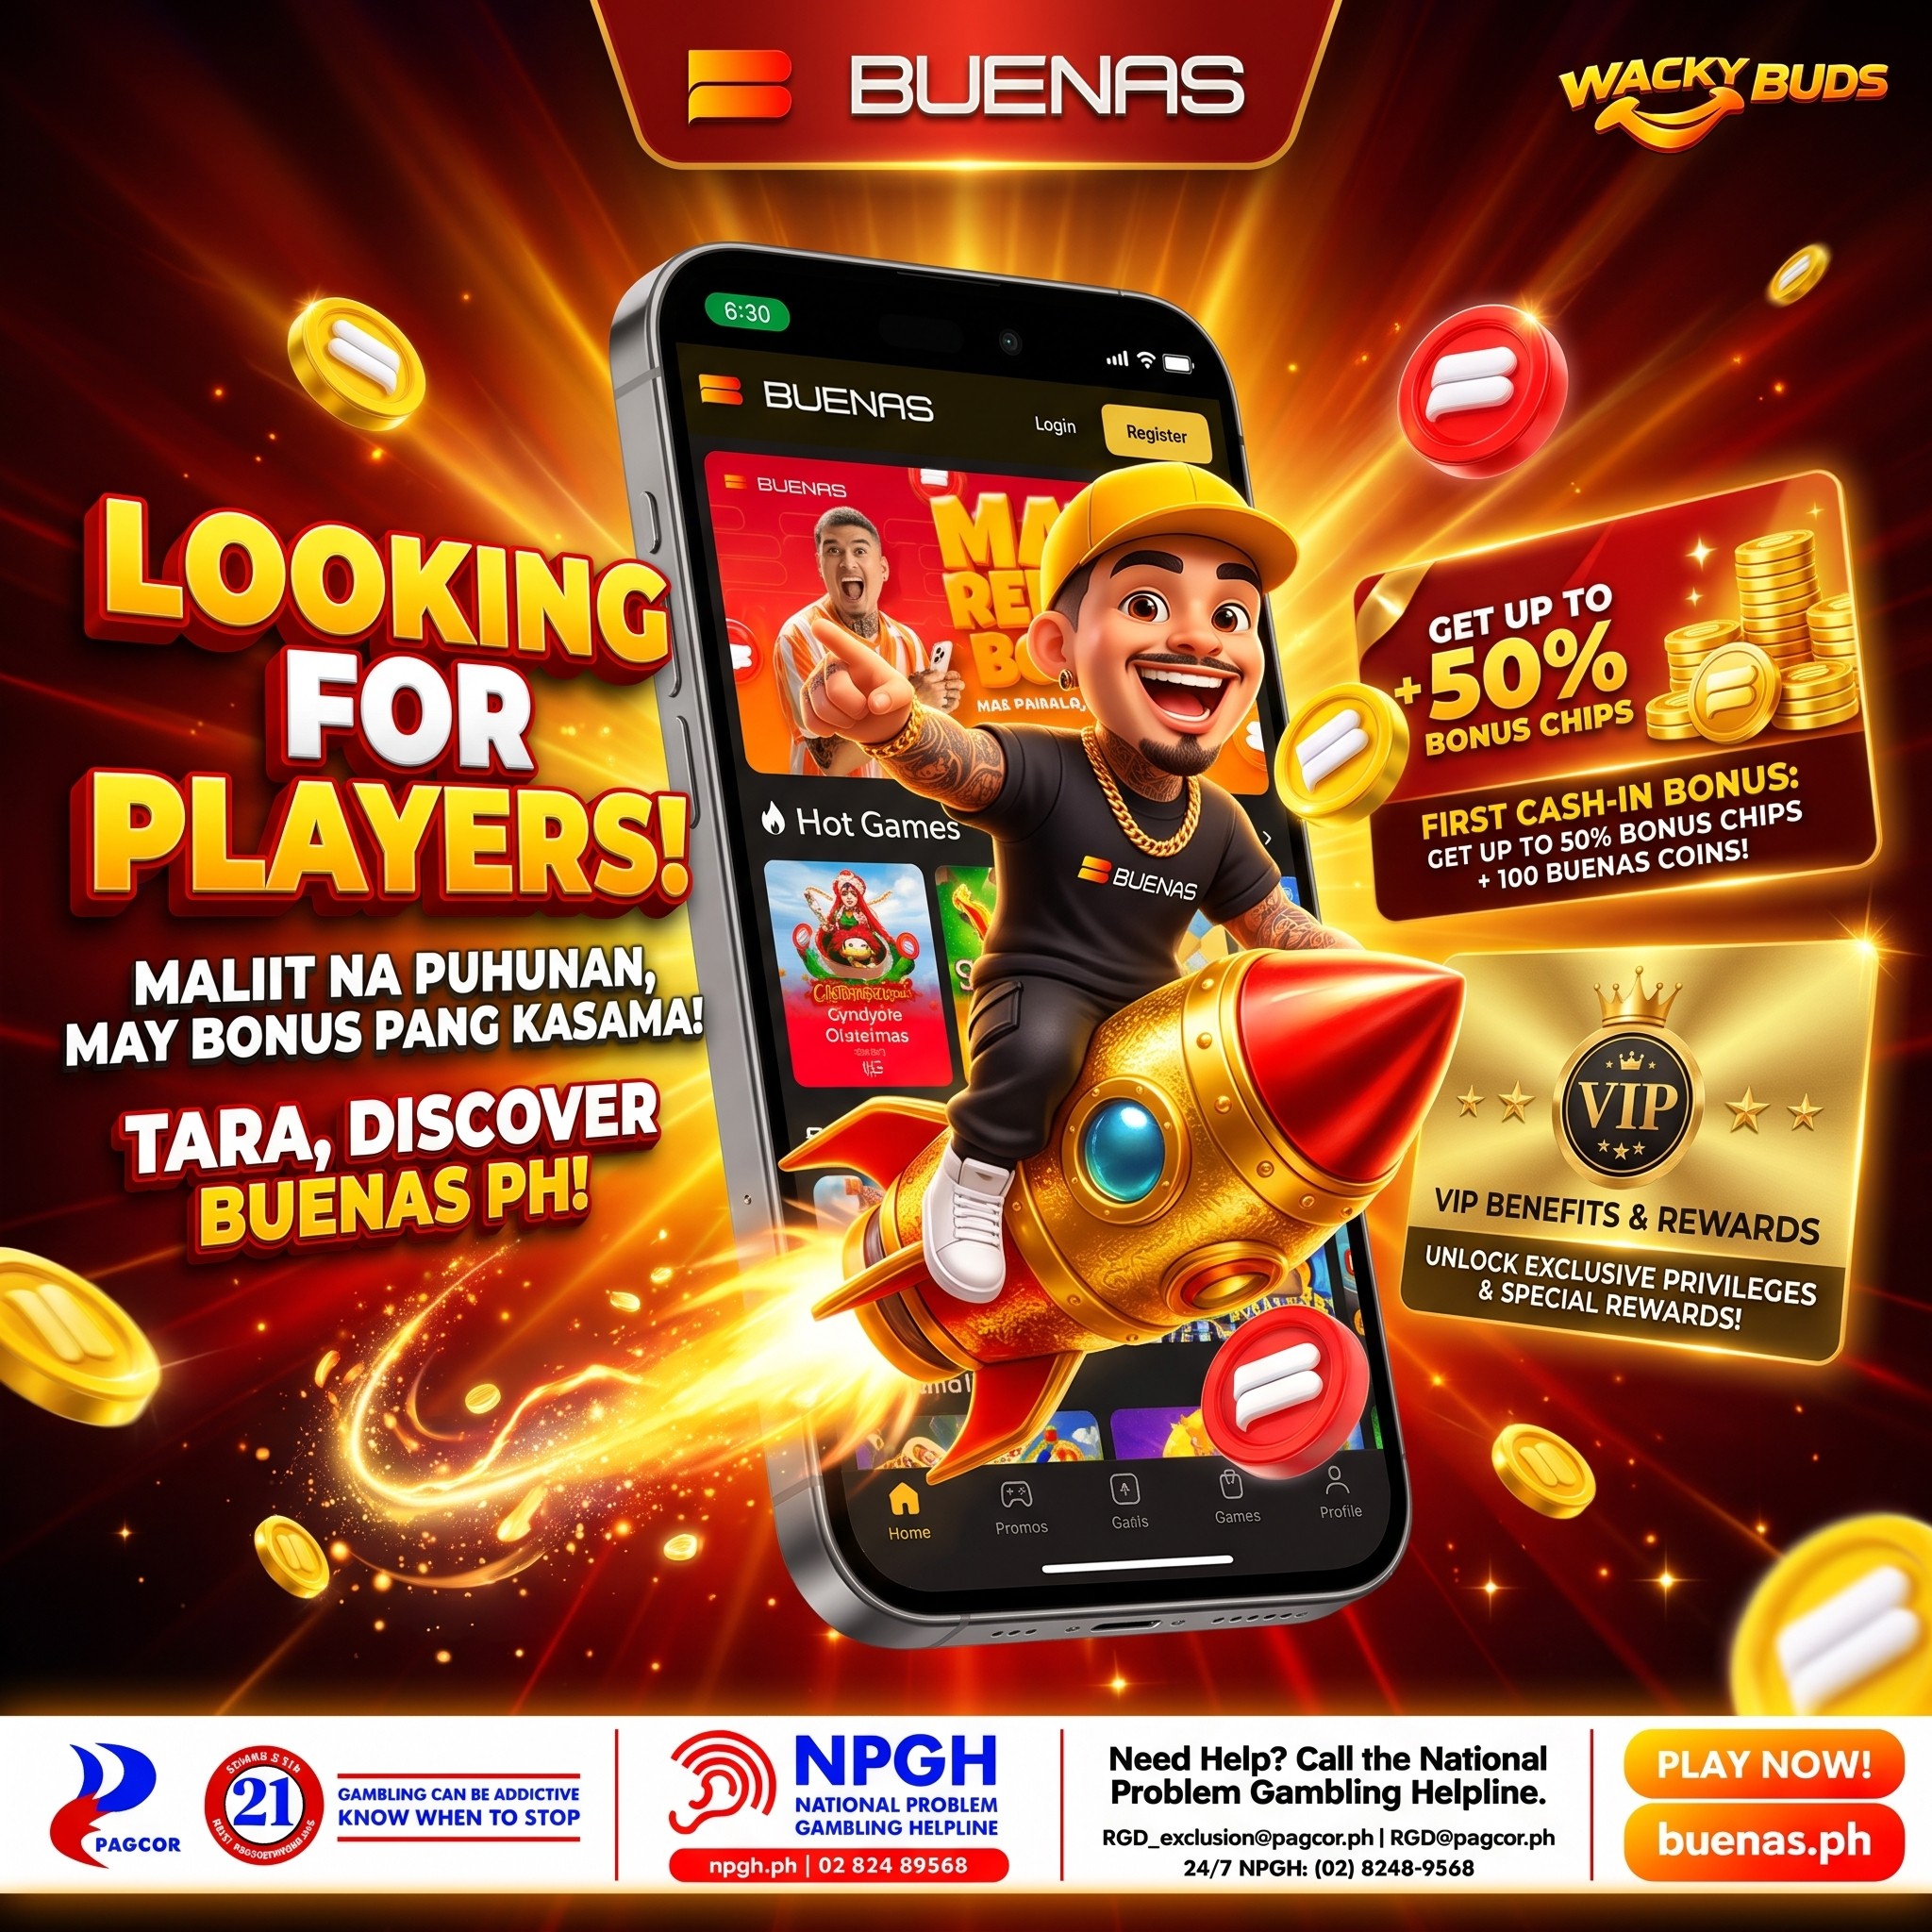 BUENAS
WACKY BUDS
6:30
BUENAS
Login
Register
BUENAS
LOOKING
FOR
PLAYERS!
MALIIT NA PUHUNAN,
MAY BONUS PANG KASAMA!
TARA, DISCOVER
BUENAS PH!
Hot Games
BUENAS
Gyndyote
Olateimas
GET UP TO
+50%
BONUS CHIPS
FIRST CASH-IN BONUS:
GET UP TO 50% BONUS CHIPS
+ 100 BUENAS COINS!
VIP
VIP BENEFITS & REWARDS
UNLOCK EXCLUSIVE PRIVILEGES
& SPECIAL REWARDS!
Home
Promos
Games
Profile
PAGCOR
21
GAMBLING CAN BE ADDICTIVE
KNOW WHEN TO STOP
NPGH
NATIONAL PROBLEM
GAMBLING HELPLINE
npgh.ph | 02 824 89568
Need Help? Call the National
Problem Gambling Helpline.
RGD_exclusion@pagcor.ph | RGD@pagcor.ph
24/7 NPGH: (02) 8248-9568
PLAY NOW!
buenas.ph